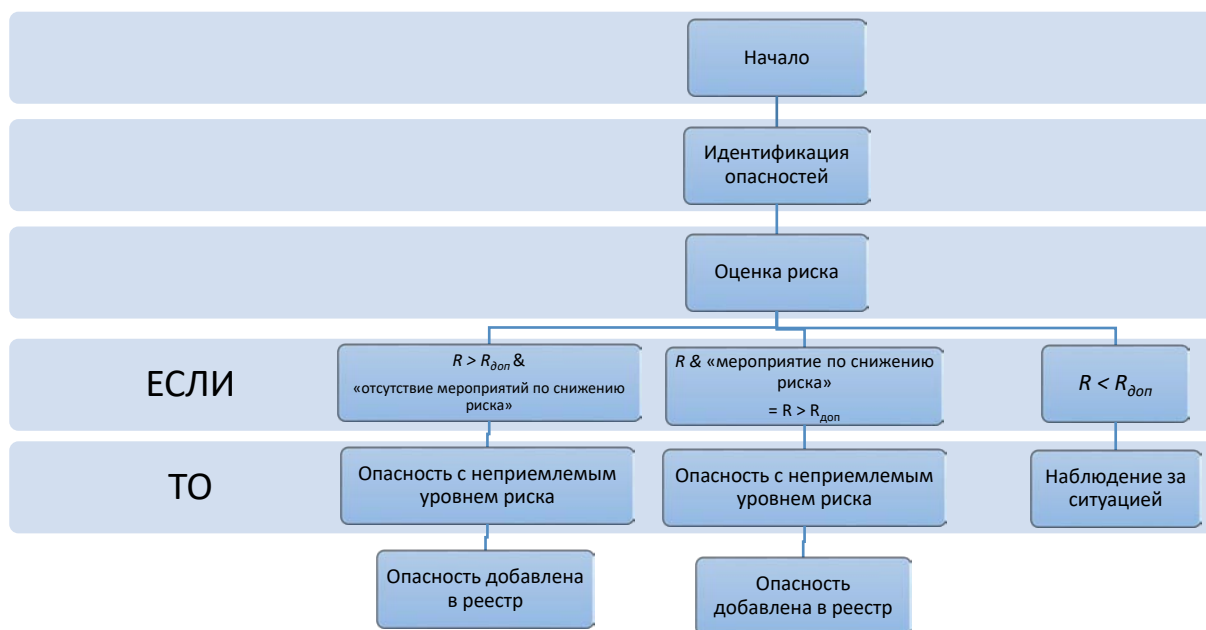 Начало
Идентификация
опасностей
Оценка риска
ЕСЛИ
R > Rдоп &
«отсутствие мероприятий по снижению
риска»
R & «мероприятие по снижению
риска»
= R > Rдоп
R < Rдоп
ТО
Опасность с неприемлемым
уровнем риска
Опасность с неприемлемым
уровнем риска
Наблюдение за
ситуацией
Опасность добавлена
в реестр
Опасность
добавлена в реестр